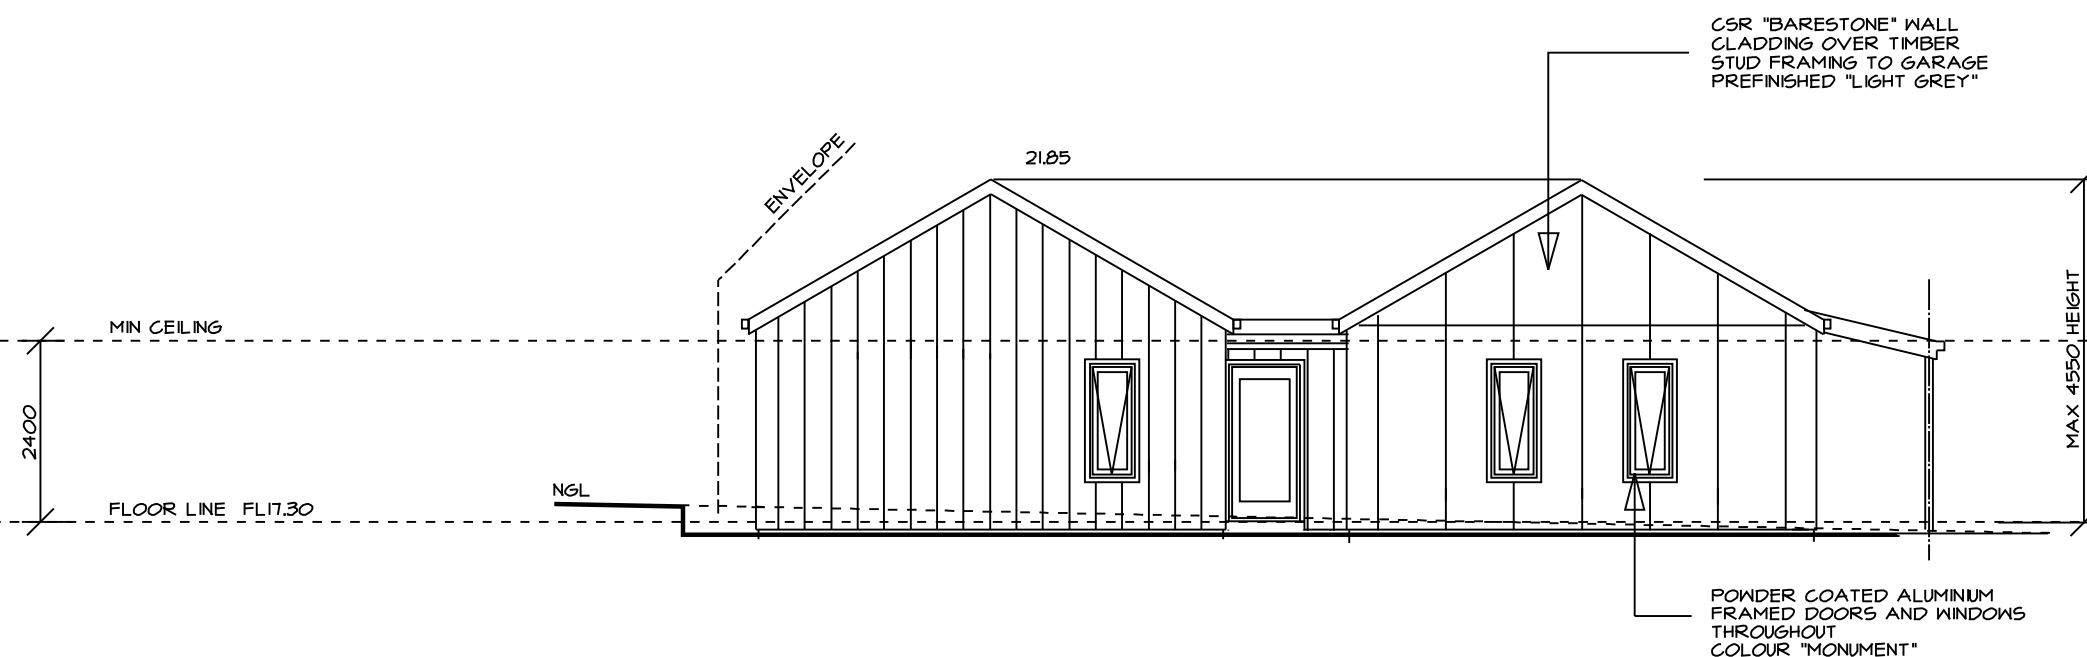 CSR "BARESTONE" WALL
CLADDING OVER TIMBER
STUD FRAMING TO GARAGE
PREFINISHED "LIGHT GREY"
ENVELOPE
21.85
MIN CEILING
2400
MAX 4550 HEIGHT
NGL
FLOOR LINE FL17.30
POWDER COATED ALUMINIUM
FRAMED DOORS AND WINDOWS
THROUGHOUT
COLOUR "MONUMENT"